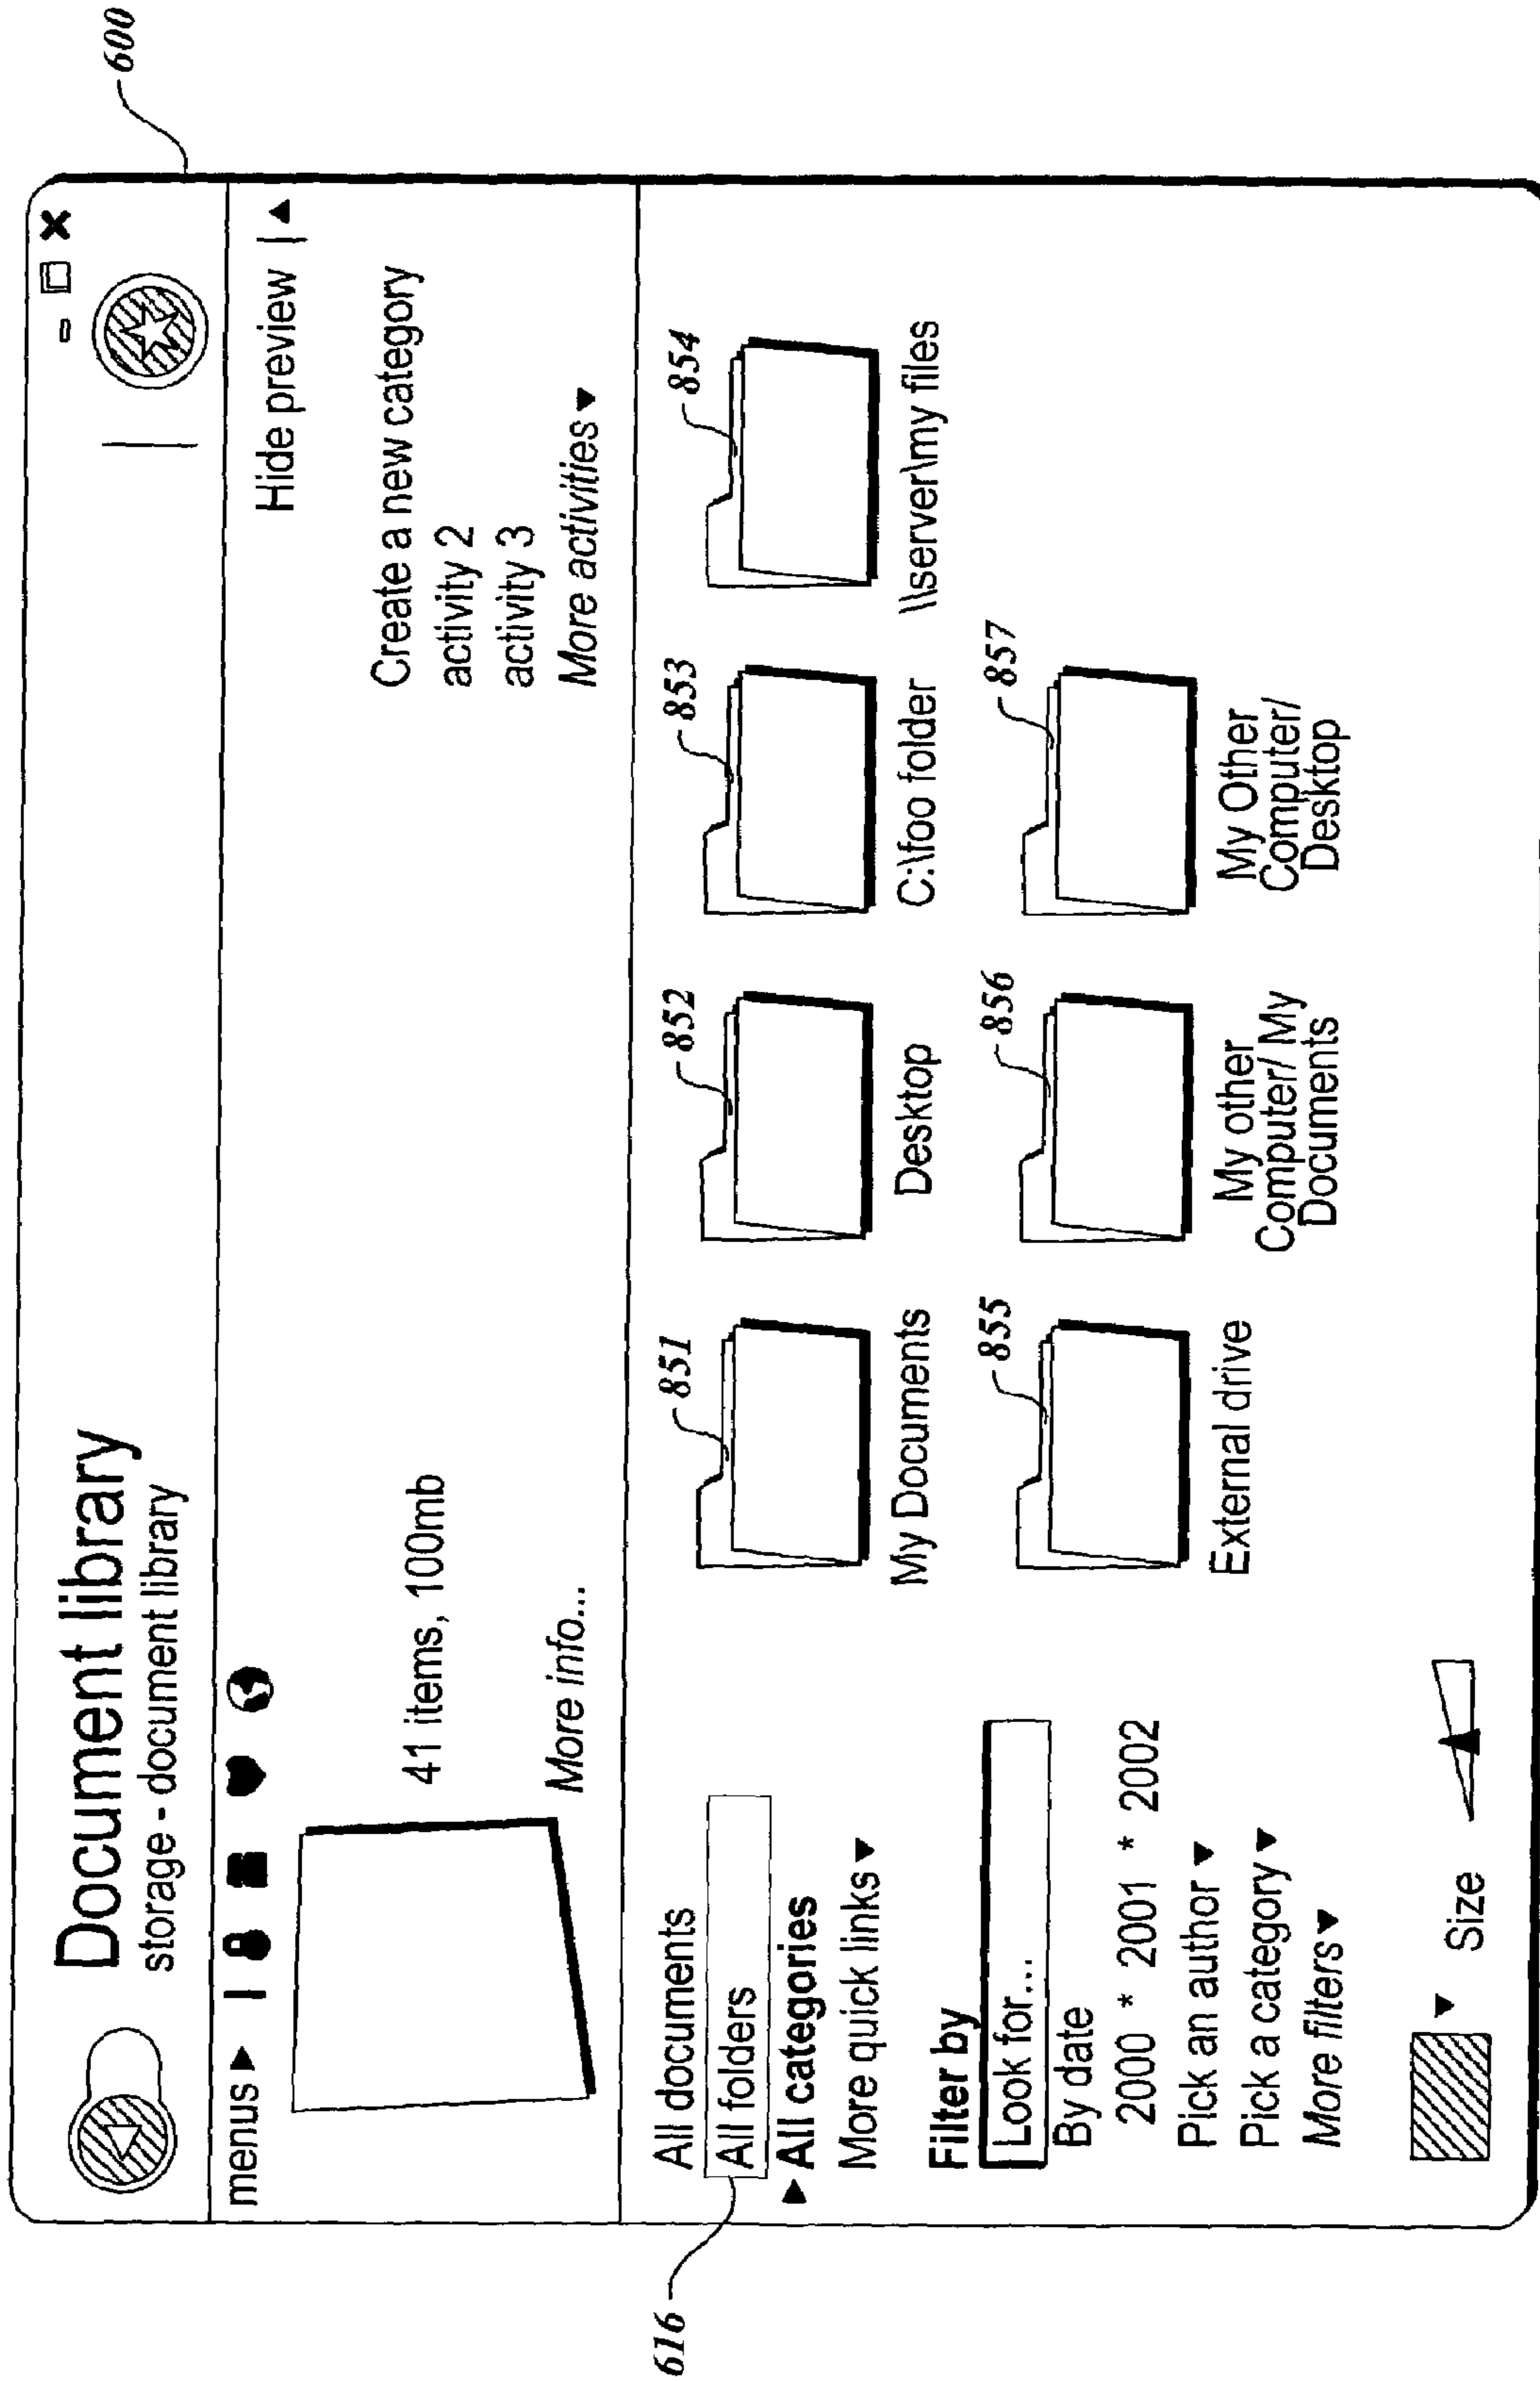 600
Document library
storage - document library
menus
Hide preview
41 items, 100mb
More info...
Create a new category
activity 2
activity 3
More activities
616
All documents
All folders
All categories
More quick links
Filter by
Look for...
By date
2000 * 2001 * 2002
Pick an author
Pick a category
More filters
Size
851
852
853
854
My Documents
Desktop
C:\foo folder
\\server\my files
855
856
857
External drive
My other
Computer/ My
Documents
My Other
Computer/
Desktop